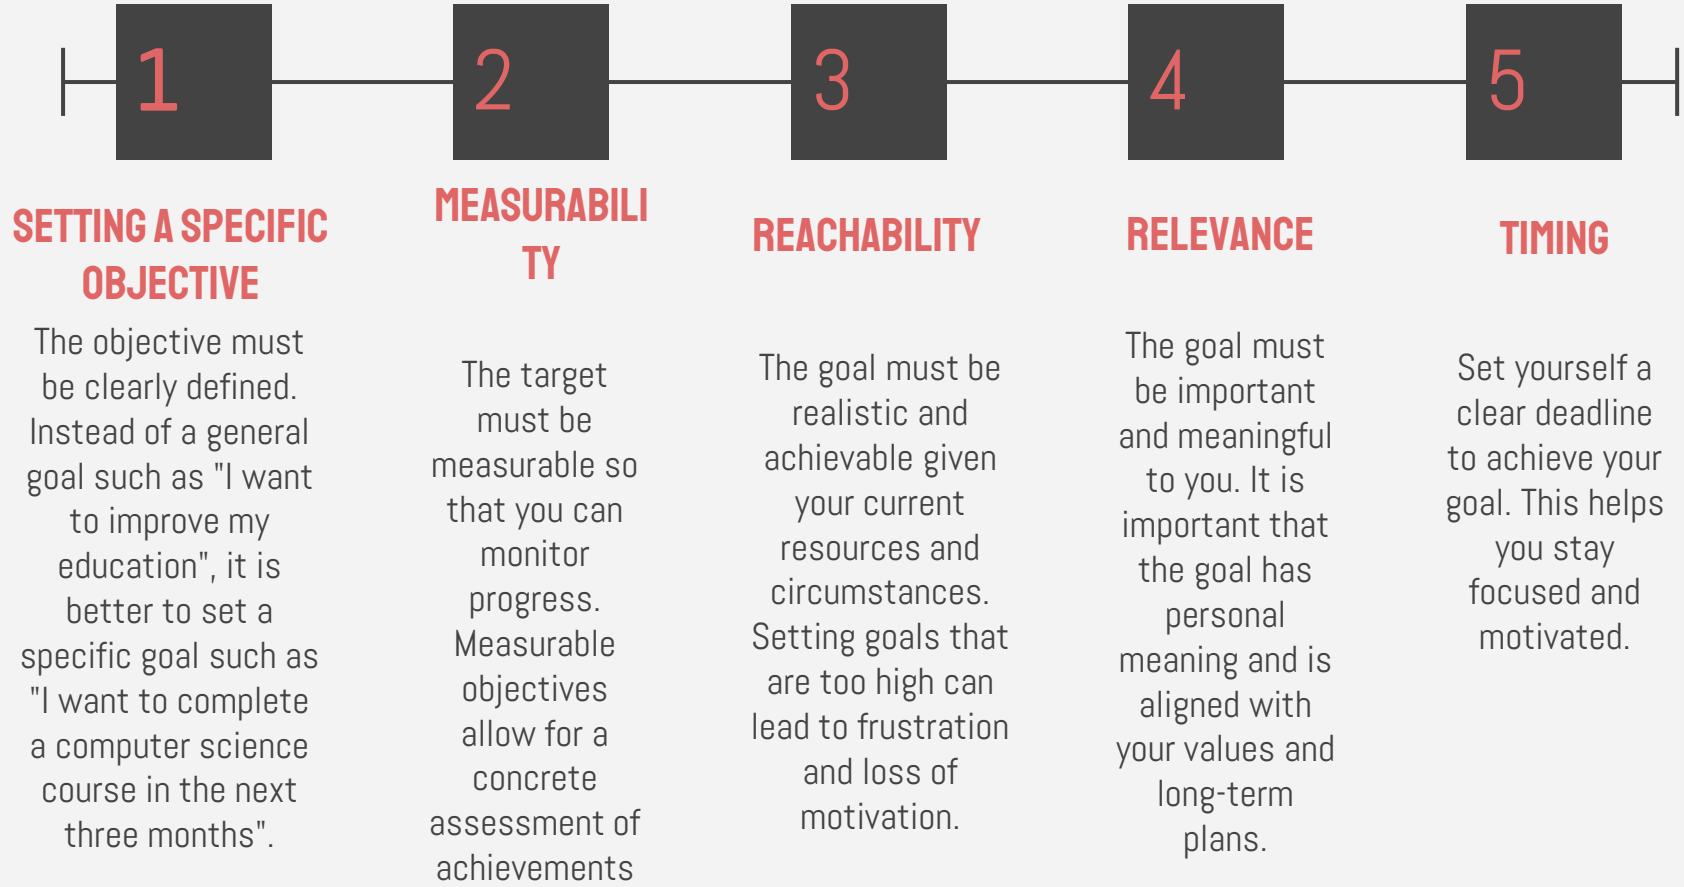 1
SETTING A SPECIFIC
OBJECTIVE
The objective must
be clearly defined.
Instead of a general
goal such as "I want
to improve my
education", it is
better to set a
specific goal such as
"I want to complete
a computer science
course in the next
three months".
2
MEASURABILI
TY
The target
must be
measurable so
that you can
monitor
progress.
Measurable
objectives
allow for a
concrete
assessment of
achievements
3
REACHABILITY
The goal must be
realistic and
achievable given
your current
resources and
circumstances.
Setting goals that
are too high can
lead to frustration
and loss of
motivation.
4
RELEVANCE
The goal must
be important
and meaningful
to you. It is
important that
the goal has
personal
meaning and is
aligned with
your values and
long-term
plans.
5
TIMING
Set yourself a
clear deadline
to achieve your
goal. This helps
you stay
focused and
motivated.